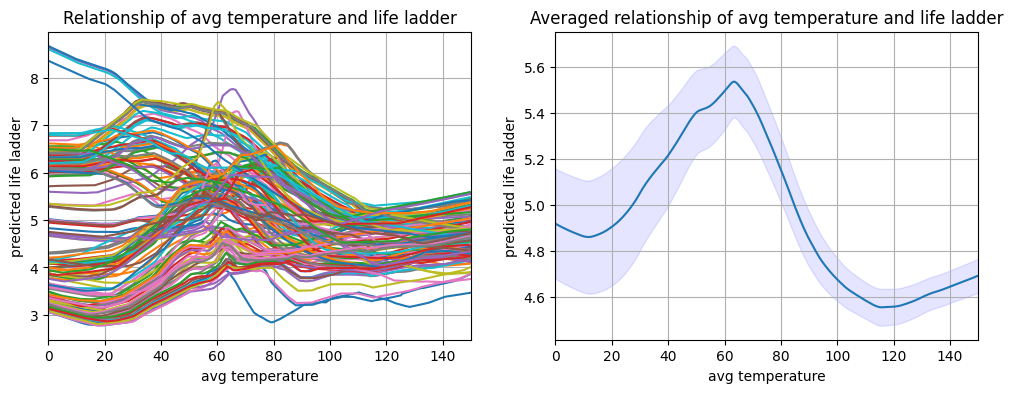 Relationship of avg temperature and life ladder
predicted life ladder
8
7
6
5
4
3
0 20 40 60 80 100 120 140
avg temperature
Averaged relationship of avg temperature and life ladder
predicted life ladder
5.6
5.4
5.2
5.0
4.8
4.6
0 20 40 60 80 100 120 140
avg temperature